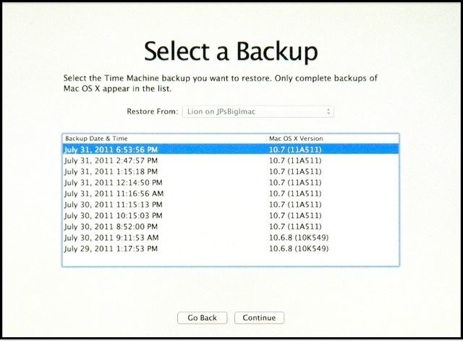 Select a Backup
Select the Time Machine backup you want to restore. Only complete backups of
Mac OS X appear in the list.
Restore From: Lion on JPsBigImac
Backup Date & Time Mac OS X Version
July 31, 2011 6:53:56 PM 10.7 (11A511)
July 31, 2011 2:47:57 PM 10.7 (11A511)
July 31, 2011 1:15:18 PM 10.7 (11A511)
July 31, 2011 12:14:50 PM 10.7 (11A511)
July 31, 2011 11:16:56 AM 10.7 (11A511)
July 30, 2011 11:15:13 PM 10.7 (11A511)
July 30, 2011 10:15:03 PM 10.7 (11A511)
July 30, 2011 8:52:00 PM 10.7 (11A511)
July 30, 2011 9:11:53 AM 10.6.8 (10K549)
July 29, 2011 1:17:53 PM 10.6.8 (10K549)
Go Back Continue